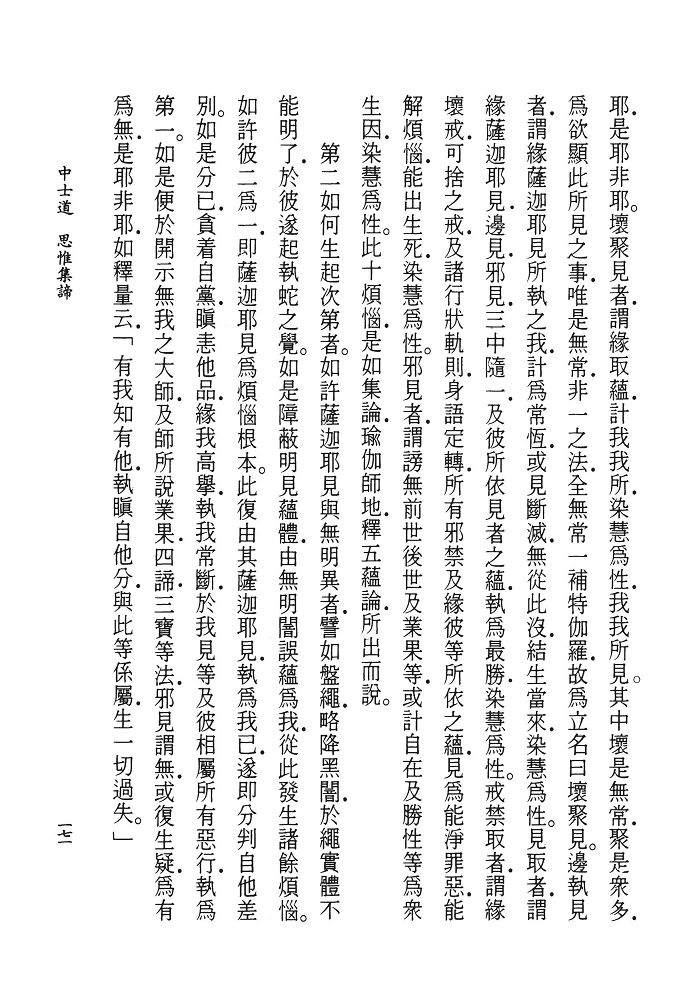 耶．是耶非耶。壞聚見者．謂緣取蘊．計我我所．染慧爲性．我我所見。其中壞是無常．聚是衆多．
爲欲顯此所見之事．唯是無常．非一之法．全無常一補特伽羅．故爲立名曰壞聚見。邊執見
者．謂緣薩迦耶見所執之我．計爲常恆．或見斷滅．無從此沒．結生當來．染慧爲性。見取者．謂
緣薩迦耶見．邊見．邪見．三中隨一．及彼所依見者之蘊．執爲最勝．染慧爲性。戒禁取者．謂緣
壞戒．可捨之戒．及諸行狀軌則．身語定轉．所有邪禁．及緣彼等所依之蘊．見爲能淨罪惡．能
解煩惱．能出生死．染慧爲性。邪見者．謂謗無前世後世及業果等．或計自在及勝性等爲衆
生因．染慧爲性。此十煩惱．是如集論．瑜伽師地．釋五蘊論．所出而說。
第二如何生起次第者。如許薩迦耶見與無明異者．譬如盤繩．略降黑闇．於繩實體不
能明了．於彼遂起執蛇之覺。如是障蔽明見蘊體．由無明闇誤蘊爲我．從此發生諸餘煩惱。
如許彼二爲一．卽薩迦耶見爲煩惱根本。此復由其薩迦耶見．執爲我已．遂卽分判自他差
別。如是分已．貪着自黨．瞋恚他品．緣我高擧．執我常斷．於我見等及彼相屬所有惡行．執爲
第一。如是便於開示無我之大師．及師所說業果．四諦．三寶等法．邪見謂無．或復生疑．爲有
爲無．是耶非耶．如釋量云．「有我知有他．執瞋自他分．與此等係屬．生一切過失。」
中士道　思惟集諦
一七一